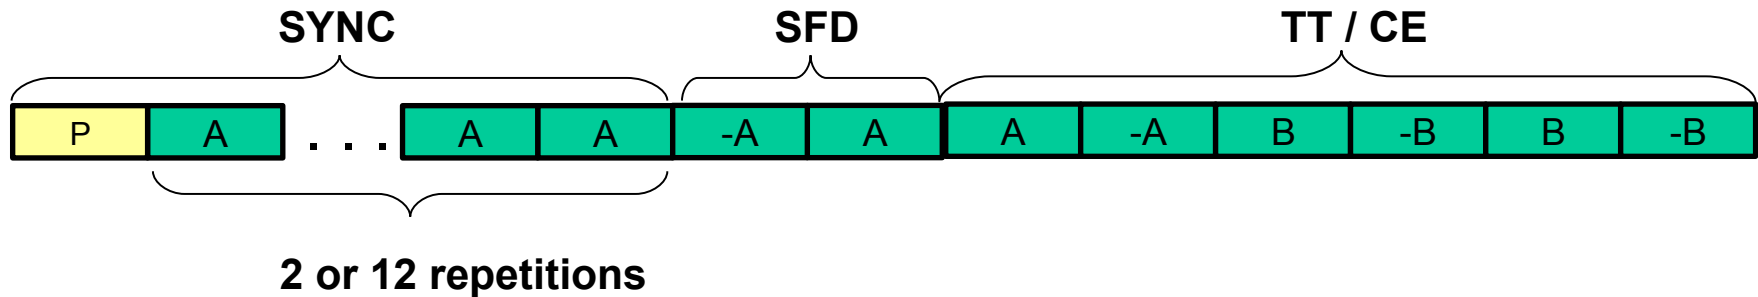 SYNC SFD TT / CE
P A . . . A A -A A A -A B -B B -B
2 or 12 repetitions